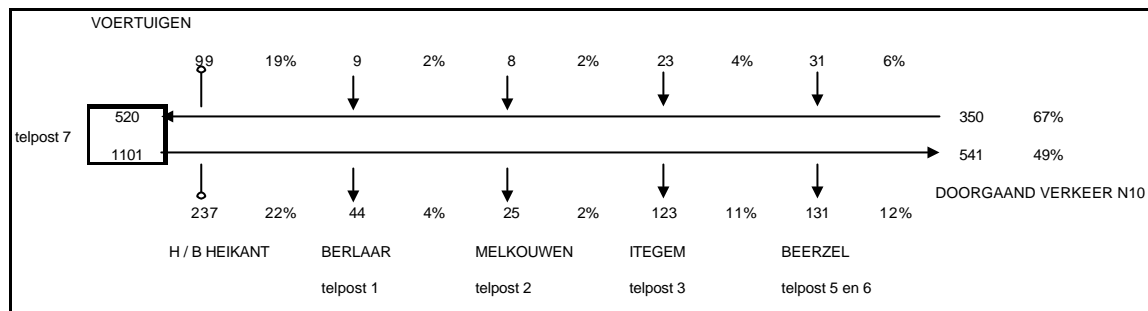 VOERTUIGEN
99 19% 9 2% 8 2% 23 4% 31 6%
520 350 67%
telpost 7
1101 541 49%
DOORGAAND VERKEER N10
237 22% 44 4% 25 2% 123 11% 131 12%
H / B HEIKANT BERLAAR MELKOUWEN ITEGEM BEERZEL
telpost 1 telpost 2 telpost 3 telpost 5 en 6